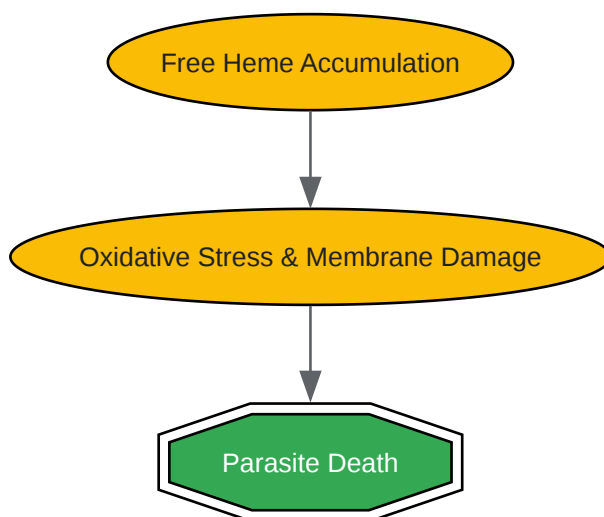 Free Heme Accumulation
Oxidative Stress & Membrane Damage
Parasite Death